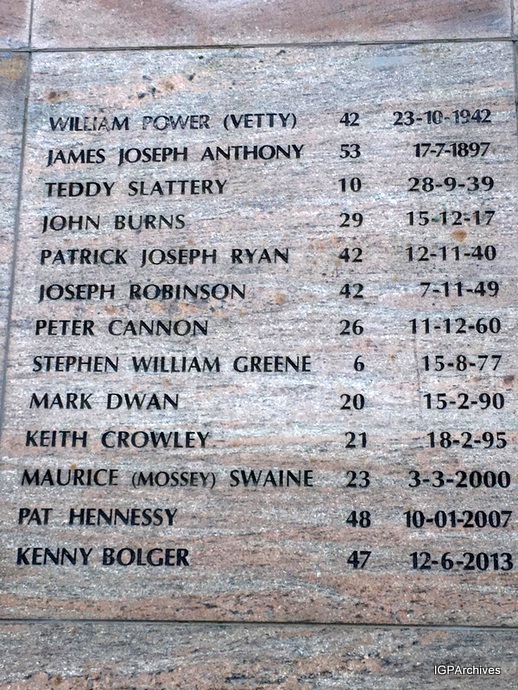 WILLIAM POWER (VETTY) 42 23-10-1942
JAMES JOSEPH ANTHONY 53 17-7-1897
TEDDY SLATTERY 10 28-9-39
JOHN BURNS 29 15-12-17
PATRICK JOSEPH RYAN 42 12-11-40
JOSEPH ROBINSON 42 7-11-49
PETER CANNON 26 11-12-60
STEPHEN WILLIAM GREENE 6 15-8-77
MARK DWAN 20 15-2-90
KEITH CROWLEY 21 18-2-95
MAURICE (MOSSEY) SWAINE 23 3-3-2000
PAT HENNESSY 48 10-01-2007
KENNY BOLGER 47 12-6-2013
IGPArchives